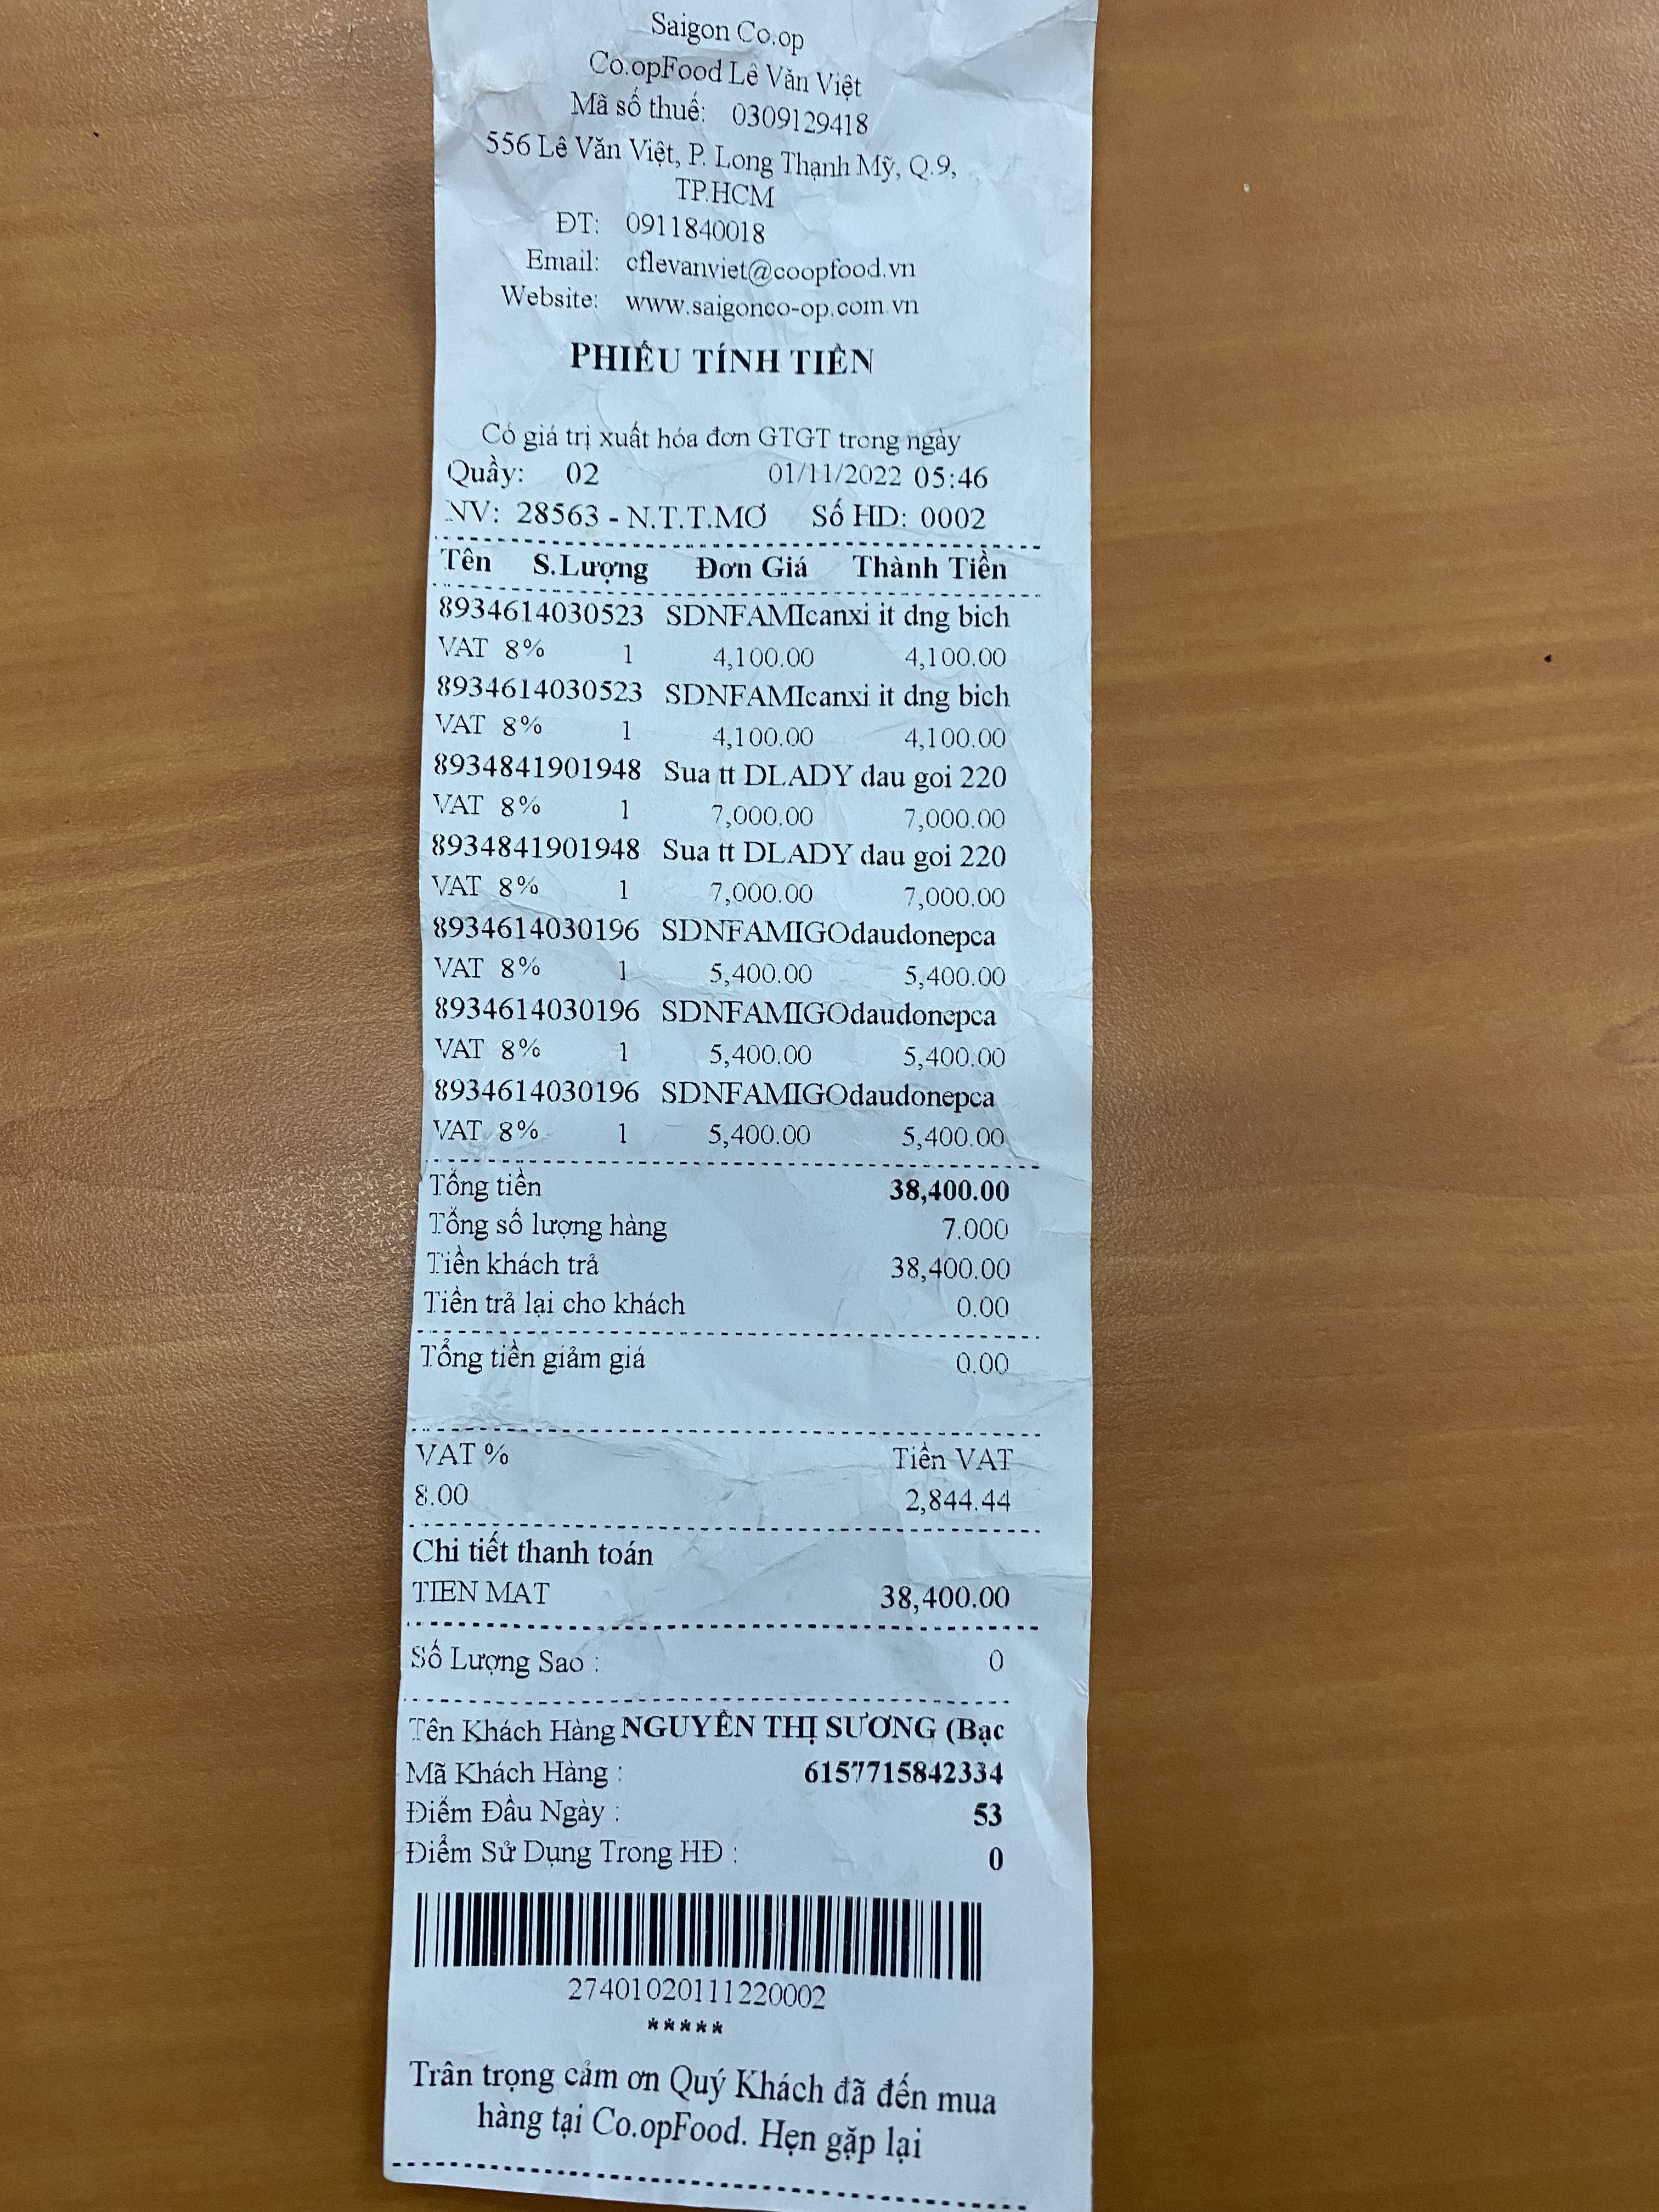 Saigon Co.op
Co.opFood Lê Văn Việt
Mã số thuế: 0309129418
556 Lê Văn Việt, P. Long Thạnh Mỹ, Q.9,
TP.HCM
ĐT: 0911840018
Email: cflevanviet@coopfood.vn
Website: www.saigonco-op.com.vn
PHIẾU TÍNH TIỀN
Có giá trị xuất hóa đơn GTGT trong ngày
Quầy: 02 01/11/2022 05:46
NV: 28563 - N.T.T.MƠ Số HD: 0002
Tên S.Lượng Đơn Giá Thành Tiền
8934614030523 SDNFAMIcanxi it dng bich
VAT 8% 1 4,100.00 4,100.00
8934614030523 SDNFAMIcanxi it dng bich
VAT 8% 1 4,100.00 4,100.00
8934841901948 Sua tt DLADY dau goi 220
VAT 8% 1 7,000.00 7,000.00
8934841901948 Sua tt DLADY dau goi 220
VAT 8% 1 7,000.00 7,000.00
8934614030196 SDNFAMIGOdaudonepca
VAT 8% 1 5,400.00 5,400.00
8934614030196 SDNFAMIGOdaudonepca
VAT 8% 1 5,400.00 5,400.00
8934614030196 SDNFAMIGOdaudonepca
VAT 8% 1 5,400.00 5,400.00
Tổng tiền 38,400.00
Tổng số lượng hàng 7.000
Tiền khách trả 38,400.00
Tiền trả lại cho khách 0.00
Tổng tiền giảm giá 0.00
VAT % Tiền VAT
8.00 2,844.44
Chi tiết thanh toán
TIEN MAT 38,400.00
Số Lượng Sao : 0
Tên Khách Hàng NGUYỄN THỊ SƯƠNG (Bạc
Mã Khách Hàng : 6157715842334
Điểm Đầu Ngày : 53
Điểm Sử Dụng Trong HĐ : 0
27401020111220002
*****
Trân trọng cảm ơn Quý Khách đã đến mua
hàng tại Co.opFood. Hẹn gặp lại